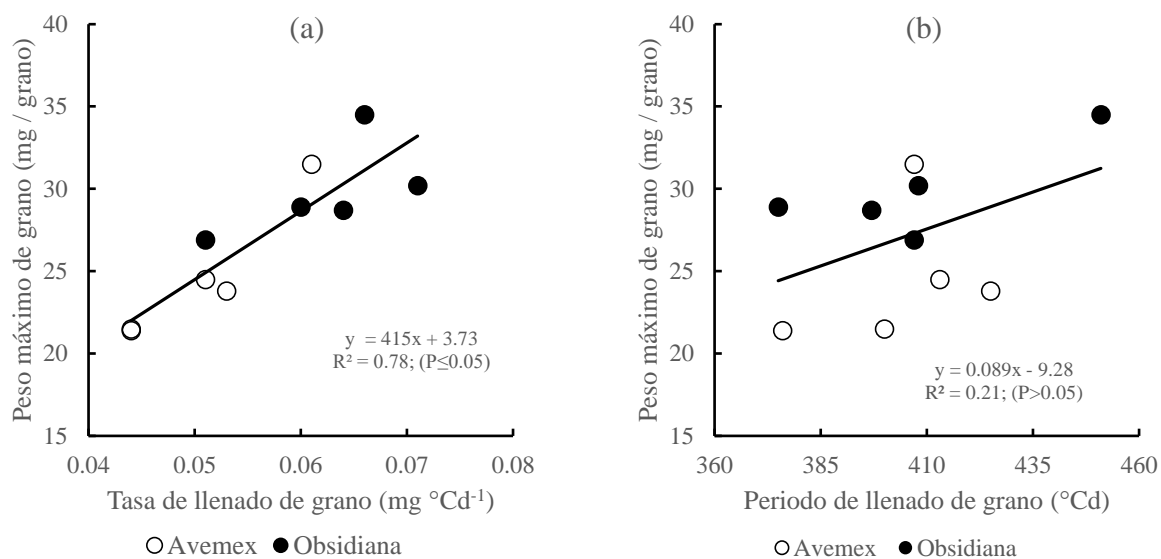 (a)
Peso máximo de grano (mg / grano)
40
35
30
25
20
15
0.04 0.05 0.06 0.07 0.08
y = 415x + 3.73
R² = 0.78; (P≤0.05)
Tasa de llenado de grano (mg °Cd⁻¹)
Avemex Obsidiana
(b)
Peso máximo de grano (mg / grano)
40
35
30
25
20
15
360 385 410 435 460
y = 0.089x - 9.28
R² = 0.21; (P>0.05)
Periodo de llenado de grano (°Cd)
Avemex Obsidiana